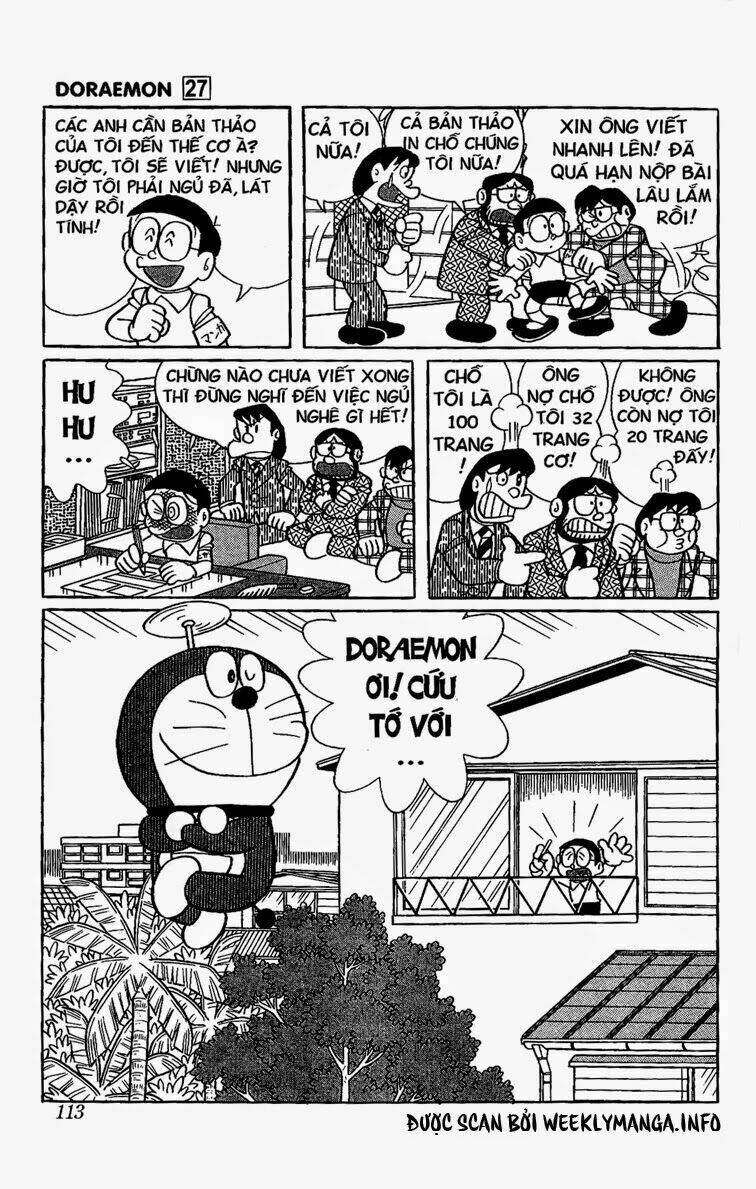 DORAEMON 27
CÁC ANH CẦN BẢN THẢO
CỦA TÔI ĐẾN THẾ CƠ À?
ĐƯỢC, TÔI SẼ VIẾT! NHƯNG
GIỜ TÔI PHẢI NGỦ ĐÃ, LÁT
DẬY RỒI
TÍNH!
マンガ
CẢ TÔI
NỮA!
CẢ BẢN THẢO
IN CHỖ CHÚNG
TÔI NỮA!
XIN ÔNG VIẾT
NHANH LÊN! ĐÃ
QUÁ HẠN NỘP BÀI
LÂU LẮM
RỒI!
HƯ
HƯ
...
CHỪNG NÀO CHƯA VIẾT XONG
THÌ ĐỪNG NGHĨ ĐẾN VIỆC NGỦ
NGHÊ GÌ HẾT!
CHỖ
TÔI LÀ
100
TRANG
!
ÔNG
NỢ CHỖ
TÔI 32
TRANG
CƠ!
KHÔNG
ĐƯỢC! ÔNG
CÒN NỢ TÔI
20 TRANG
ĐẤY!
DORAEMON
ƠI! CỨU
TỚ VỚI
...
113
ĐƯỢC SCAN BỞI WEEKLYMANGA.INFO